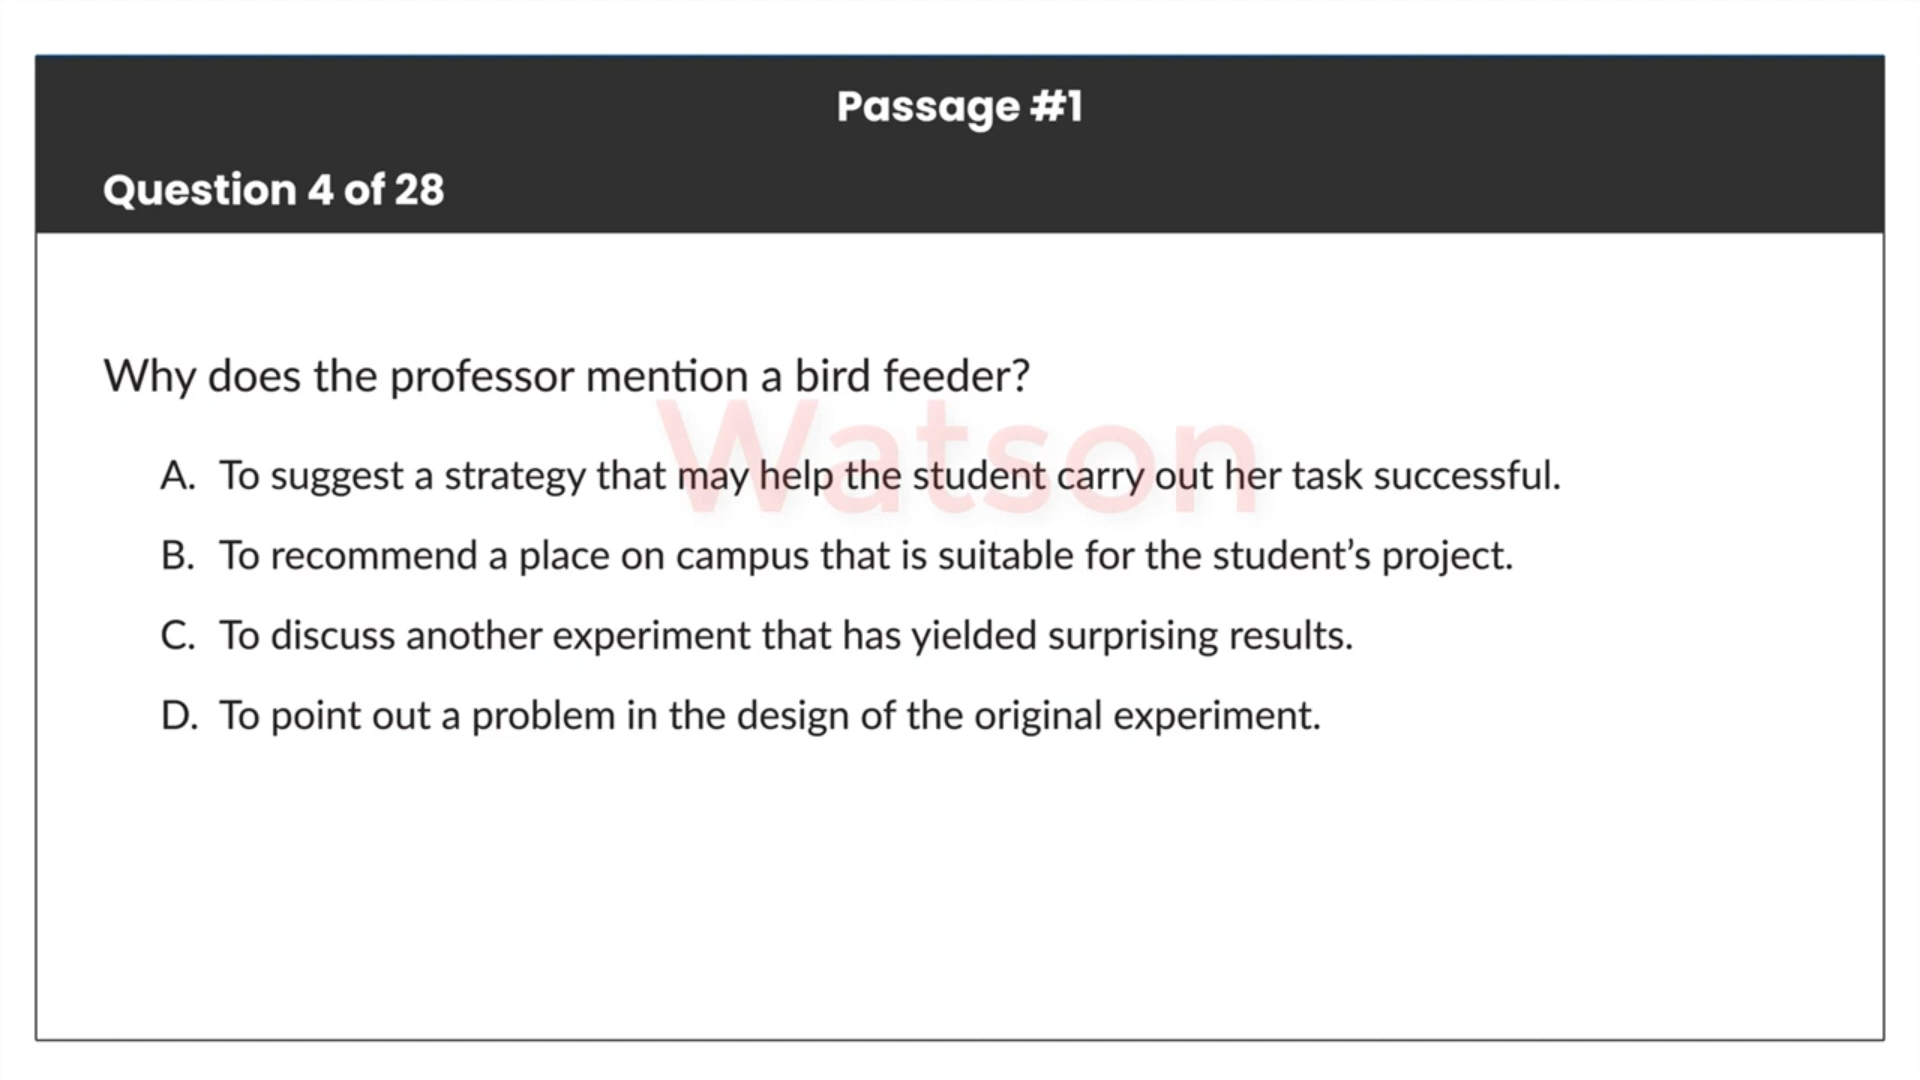 Passage #1
Question 4 of 28
Why does the professor mention a bird feeder?
Watson
A. To suggest a strategy that may help the student carry out her task successful.
B. To recommend a place on campus that is suitable for the student’s project.
C. To discuss another experiment that has yielded surprising results.
D. To point out a problem in the design of the original experiment.